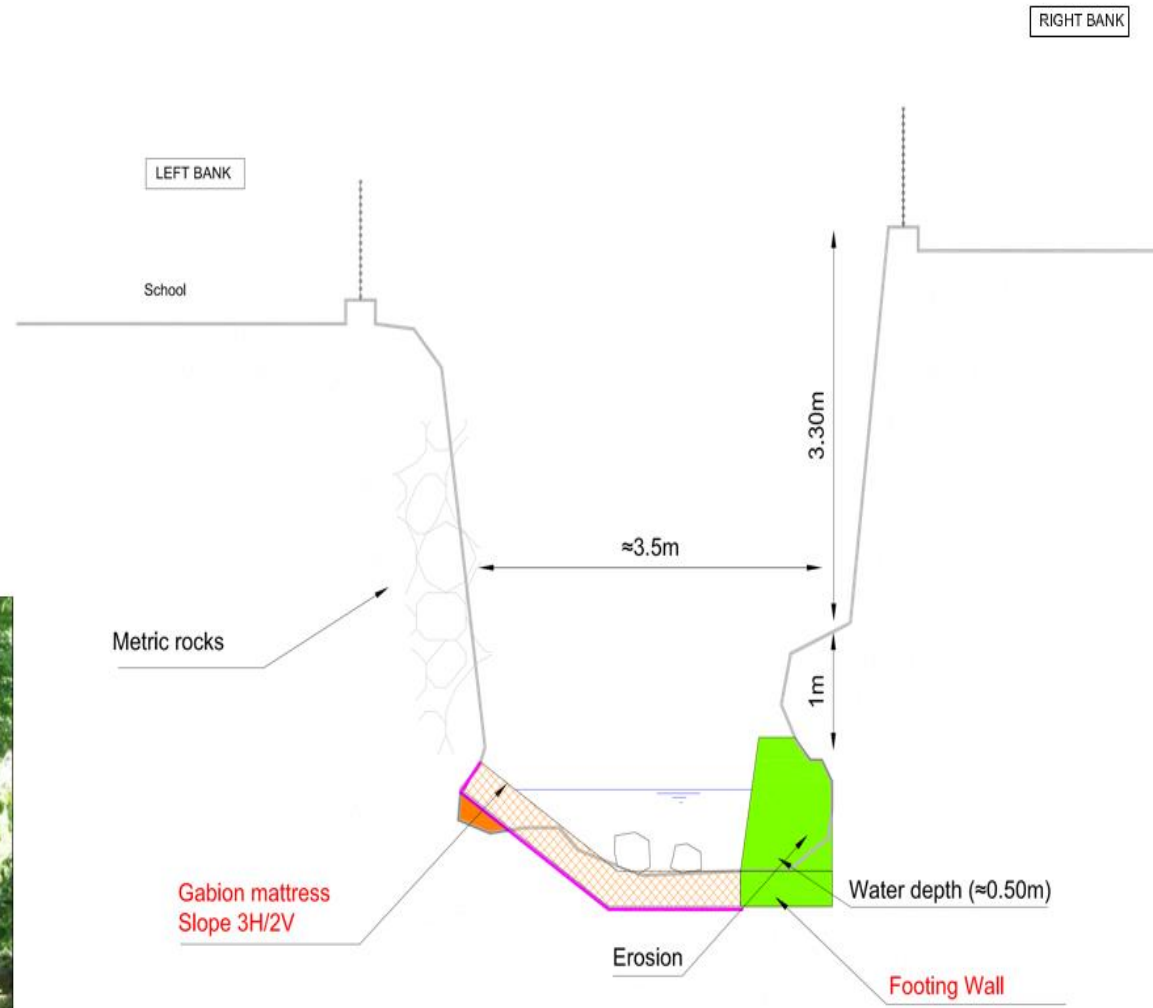 RIGHT BANK
LEFT BANK
School
3.30m
≈3.5m
Metric rocks
1m
Gabion mattress
Slope 3H/2V
Water depth (≈0.50m)
Erosion
Footing Wall